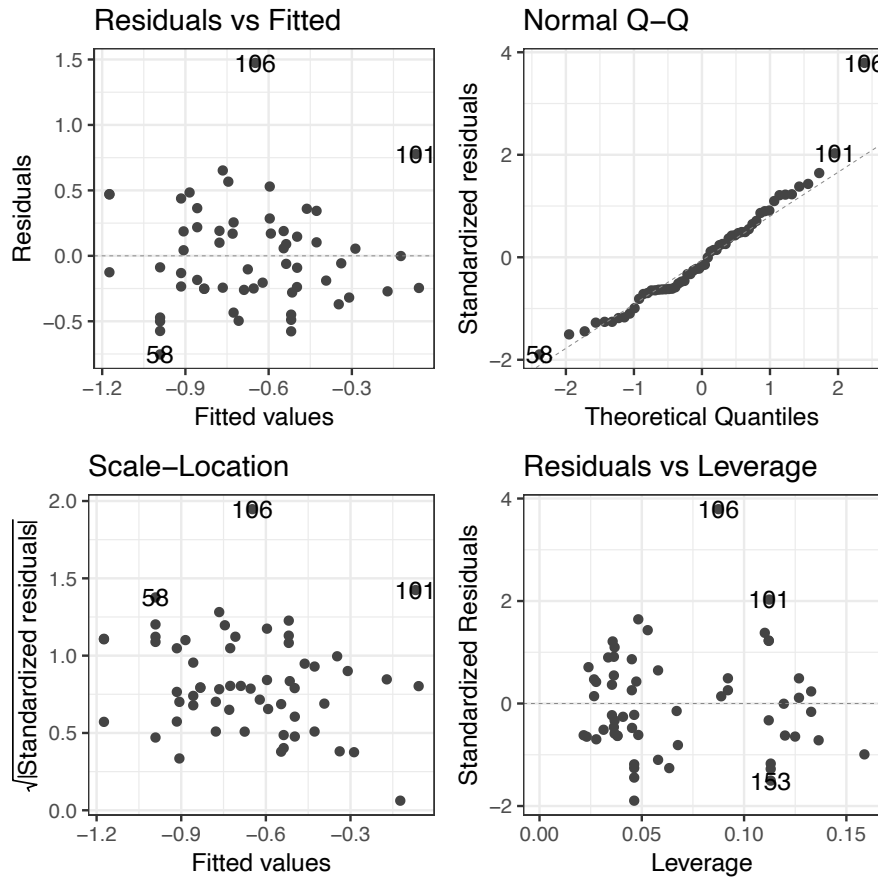 Residuals vs Fitted
106
101
58
1.5
1.0
0.5
0.0
−0.5
−1.2 −0.9 −0.6 −0.3
Residuals
Fitted values
Normal Q−Q
106
101
58
4
2
0
−2
−2 −1 0 1 2
Standardized residuals
Theoretical Quantiles
Scale−Location
106
101
58
2.0
1.5
1.0
0.5
0.0
−1.2 −0.9 −0.6 −0.3
√|Standardized residuals|
Fitted values
Residuals vs Leverage
106
101
153
4
2
0
−2
0.00 0.05 0.10 0.15
Standardized Residuals
Leverage